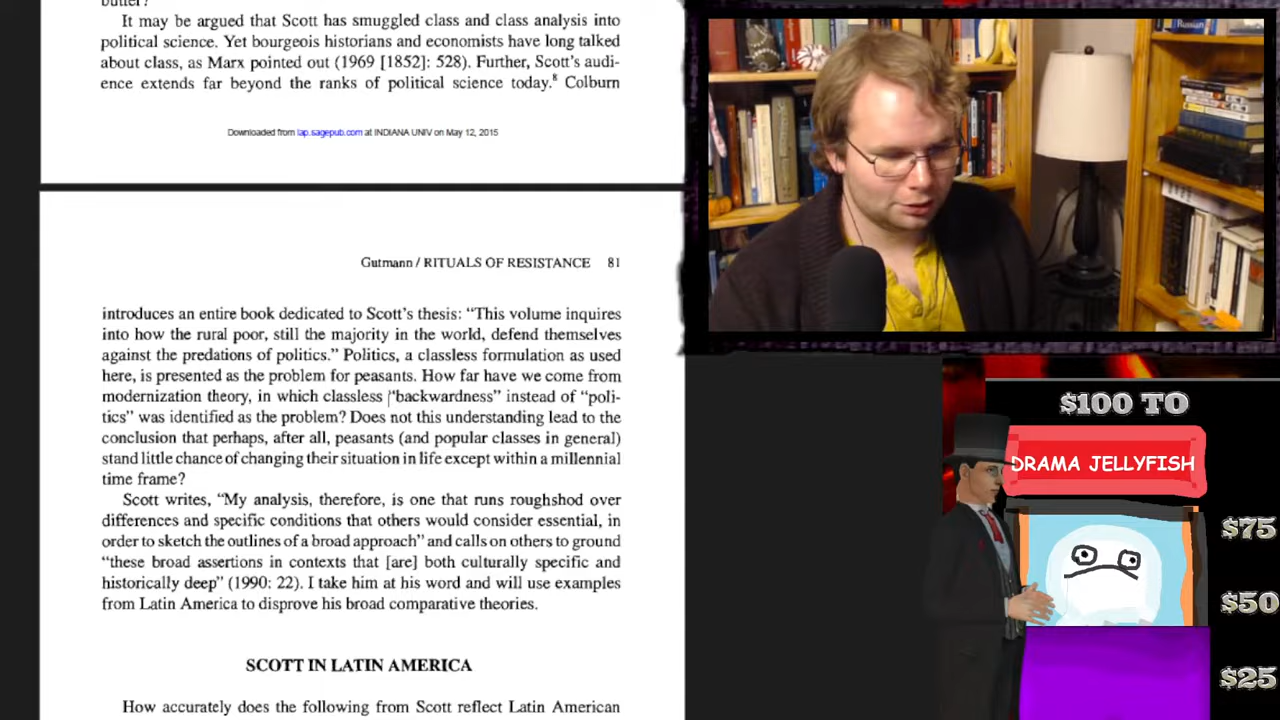 It may be argued that Scott has smuggled class and class analysis into
political science. Yet bourgeois historians and economists have long talked
about class, as Marx pointed out (1969 [1852]: 528). Further, Scott's audi-
ence extends far beyond the ranks of political science today.⁸ Colburn
Downloaded from lap.sagepub.com at INDIANA UNIV on May 12, 2015
Gutmann / RITUALS OF RESISTANCE 81
introduces an entire book dedicated to Scott's thesis: “This volume inquires
into how the rural poor, still the majority in the world, defend themselves
against the predations of politics.” Politics, a classless formulation as used
here, is presented as the problem for peasants. How far have we come from
modernization theory, in which classless “backwardness” instead of “poli-
tics” was identified as the problem? Does not this understanding lead to the
conclusion that perhaps, after all, peasants (and popular classes in general)
stand little chance of changing their situation in life except within a millennial
time frame?
Scott writes, “My analysis, therefore, is one that runs roughshod over
differences and specific conditions that others would consider essential, in
order to sketch the outlines of a broad approach” and calls on others to ground
“these broad assertions in contexts that [are] both culturally specific and
historically deep” (1990: 22). I take him at his word and will use examples
from Latin America to disprove his broad comparative theories.
SCOTT IN LATIN AMERICA
How accurately does the following from Scott reflect Latin American
Russian
$100 TO
DRAMA JELLYFISH
$75
$50
$25